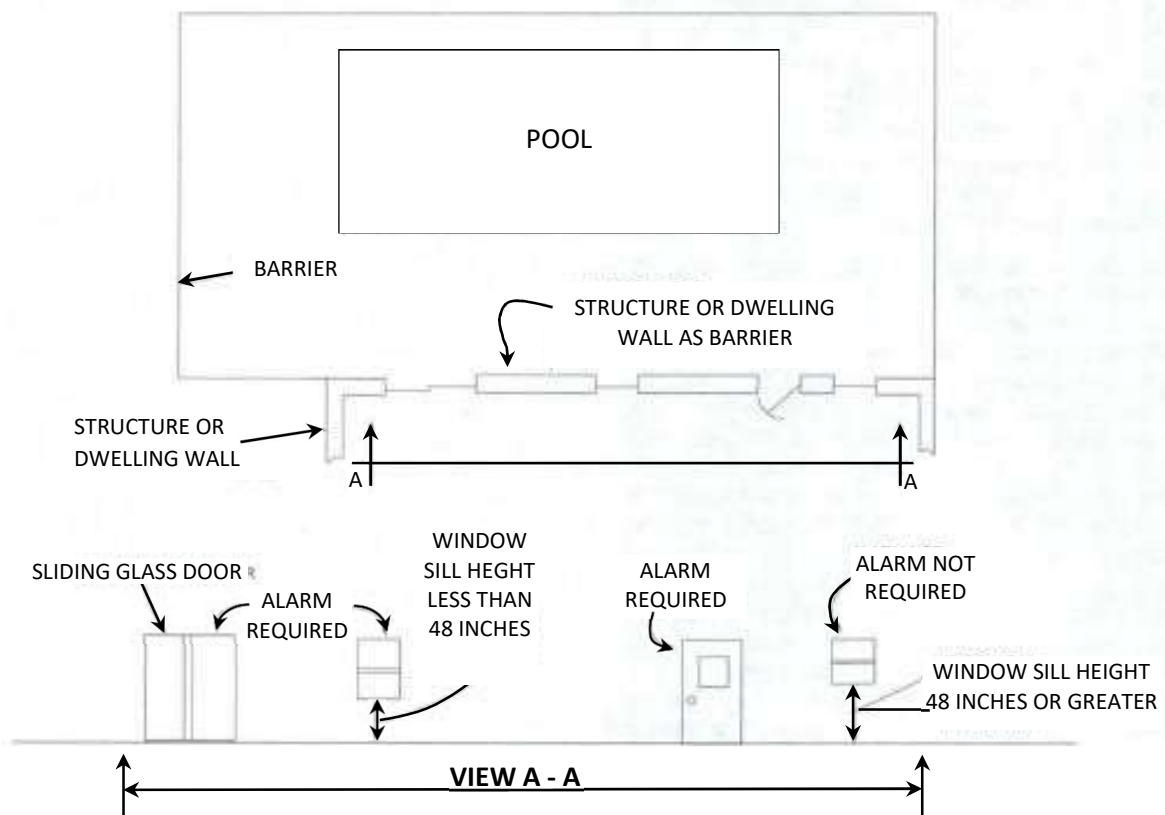 POOL
BARRIER
STRUCTURE OR DWELLING
WALL AS BARRIER
STRUCTURE OR
DWELLING WALL
A
A
WINDOW
SILL HEGHT
LESS THAN
48 INCHES
SLIDING GLASS DOOR
ALARM
REQUIRED
ALARM
REQUIRED
ALARM NOT
REQUIRED
WINDOW SILL HEIGHT
48 INCHES OR GREATER
VIEW A - A